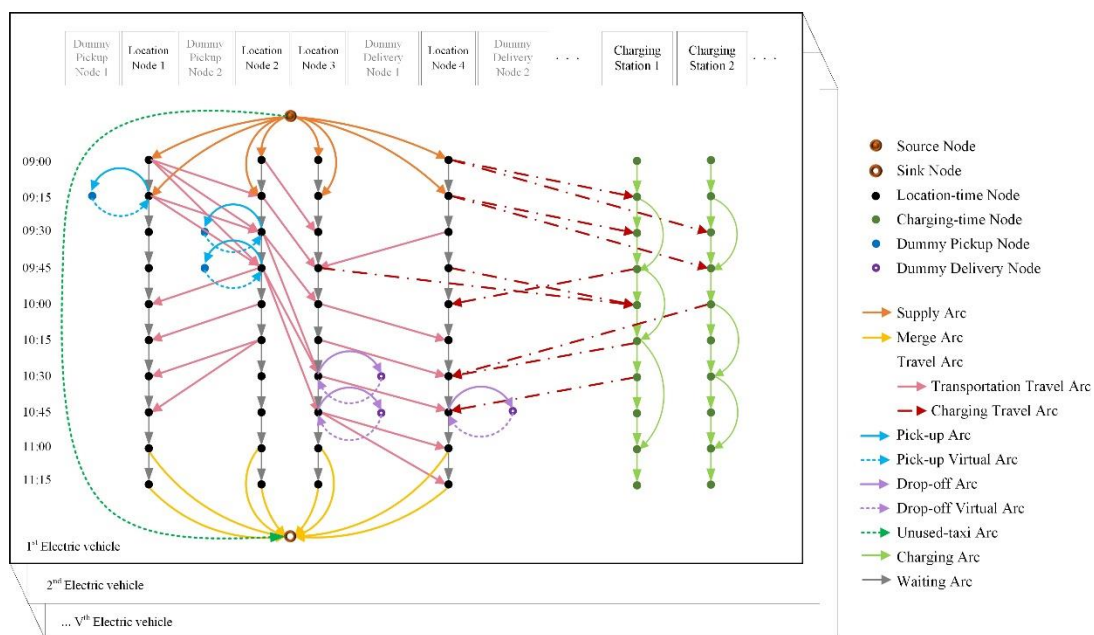 Dummy
Pickup
Node 1
Location
Node 1
Dummy
Pickup
Node 2
Location
Node 2
Location
Node 3
Dummy
Delivery
Node 1
Location
Node 4
Dummy
Delivery
Node 2
. . .
Charging
Station 1
Charging
Station 2
. . .
09:00
09:15
09:30
09:45
10:00
10:15
10:30
10:45
11:00
11:15
1st Electric vehicle
2nd Electric vehicle
... Vth Electric vehicle
Source Node
Sink Node
Location-time Node
Charging-time Node
Dummy Pickup Node
Dummy Delivery Node
Supply Arc
Merge Arc
Travel Arc
Transportation Travel Arc
Charging Travel Arc
Pick-up Arc
Pick-up Virtual Arc
Drop-off Arc
Drop-off Virtual Arc
Unused-taxi Arc
Charging Arc
Waiting Arc